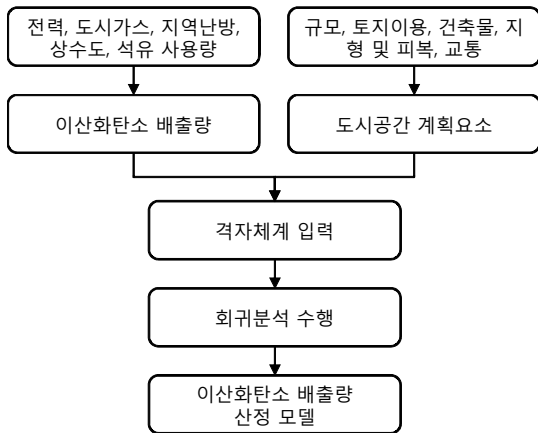 전력, 도시가스, 지역난방,
상수도, 석유 사용량
규모, 토지이용, 건축물, 지
형 및 피복, 교통
이산화탄소 배출량
도시공간 계획요소
격자체계 입력
회귀분석 수행
이산화탄소 배출량
산정 모델